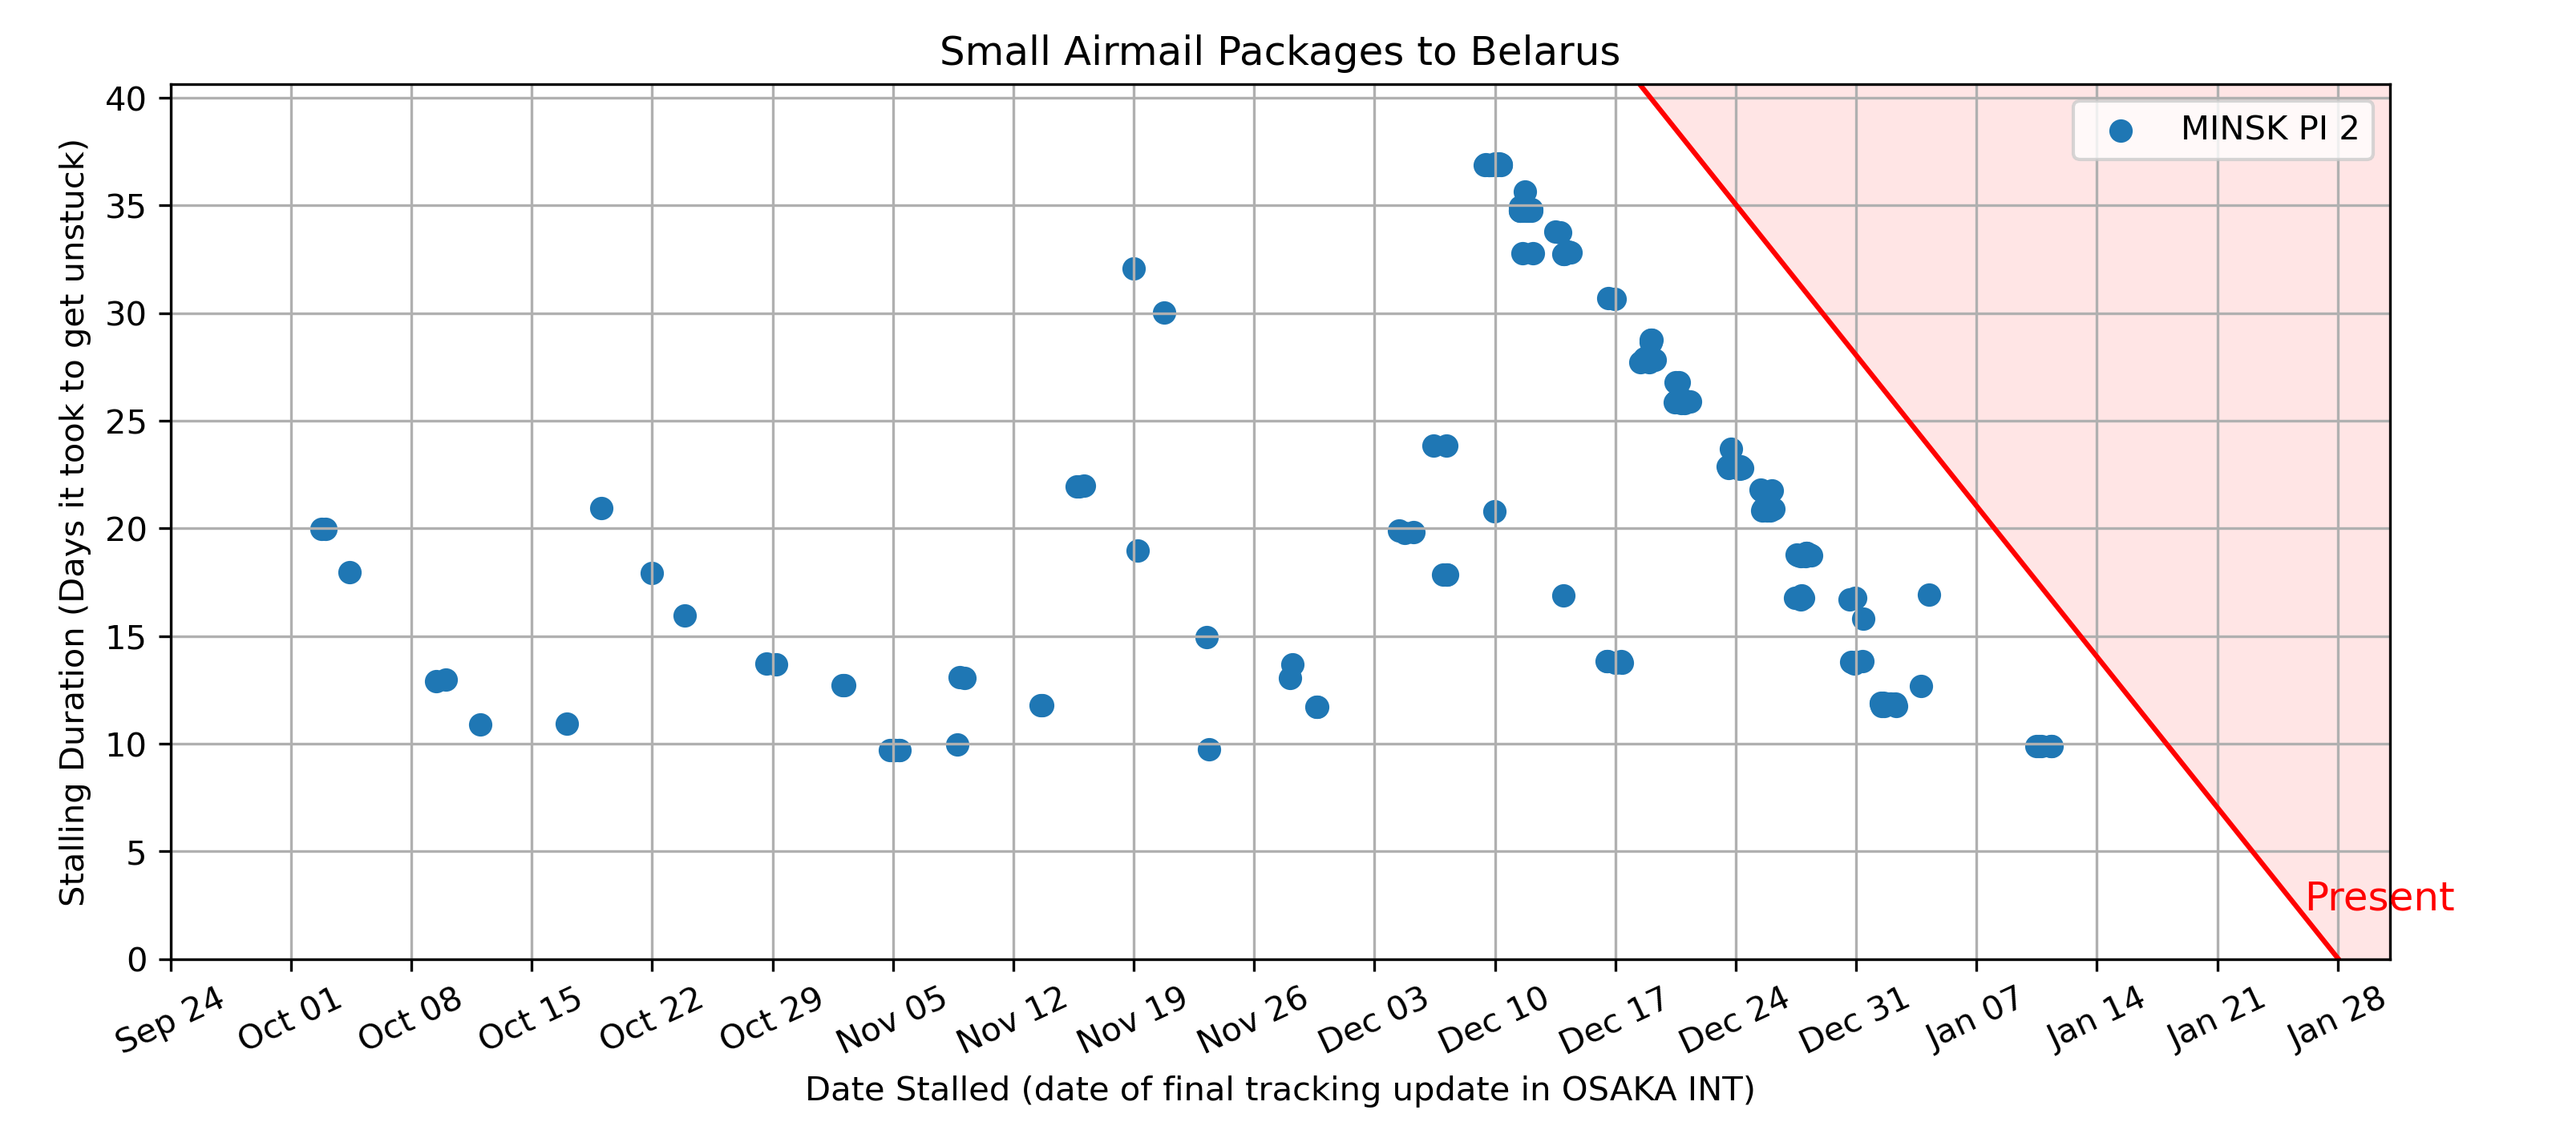 Small Airmail Packages to Belarus
MINSK PI 2
Stalling Duration (Days it took to get unstuck)
40
35
30
25
20
15
10
5
0
Present
Sep 24
Oct 01
Oct 08
Oct 15
Oct 22
Oct 29
Nov 05
Nov 12
Nov 19
Nov 26
Dec 03
Dec 10
Dec 17
Dec 24
Dec 31
Jan 07
Jan 14
Jan 21
Jan 28
Date Stalled (date of final tracking update in OSAKA INT)